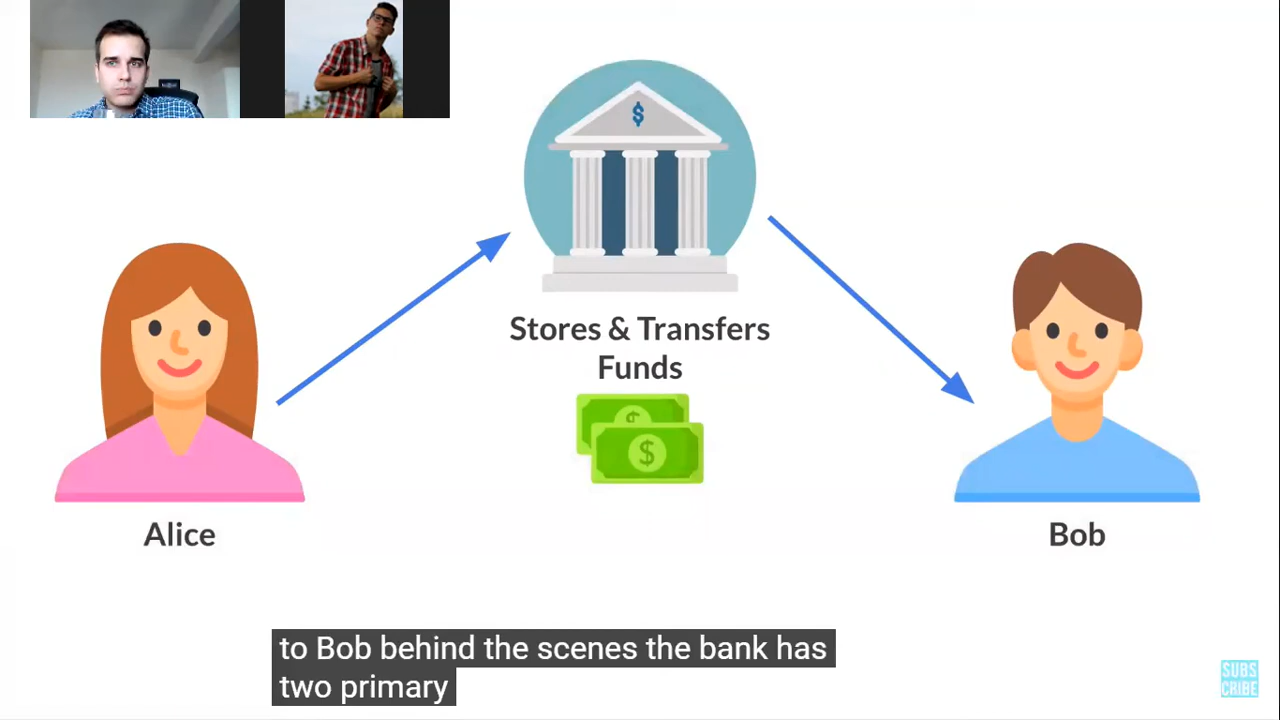 $
Stores & Transfers
Funds
$
$
Alice
Bob
to Bob behind the scenes the bank has
two primary
SUBS
CRIBE